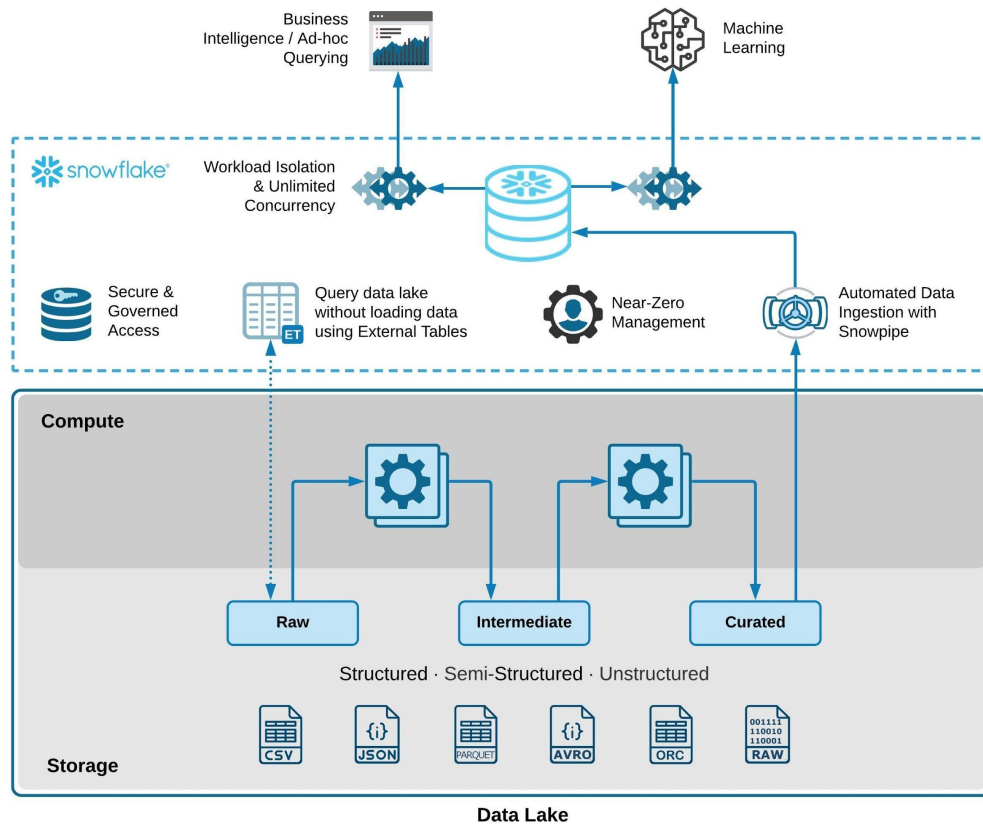 Business
Intelligence / Ad-hoc
Querying
Machine
Learning
snowflake®
Workload Isolation
& Unlimited
Concurrency
Secure &
Governed
Access
ET
Query data lake
without loading data
using External Tables
Near-Zero
Management
Automated Data
Ingestion with
Snowpipe
Compute
Raw
Intermediate
Curated
Structured · Semi-Structured · Unstructured
CSV
{i}
JSON
PARQUET
{i}
AVRO
ORC
001111
110010
110001
RAW
Storage
Data Lake